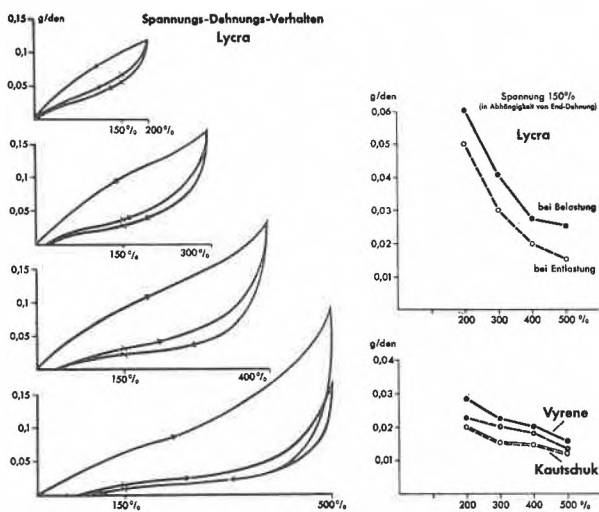 Spannungs-Dehnungs-Verhalten
Lycra
0,15
g/den
0,1
0,05
150%
200%
0,15
0,1
0,05
150%
300%
0,15
0,1
0,05
150%
400%
0,15
0,1
0,05
150%
500%
g/den
Spannung 150%
(in Abhängigkeit von End-Dehnung)
Lycra
0,06
0,05
0,04
0,03
0,02
0,01
bei Belastung
bei Entlastung
200 300 400 500 %
0,04
0,03
0,02
0,01
Vyrene
Kautschuk
200 300 400 500 %